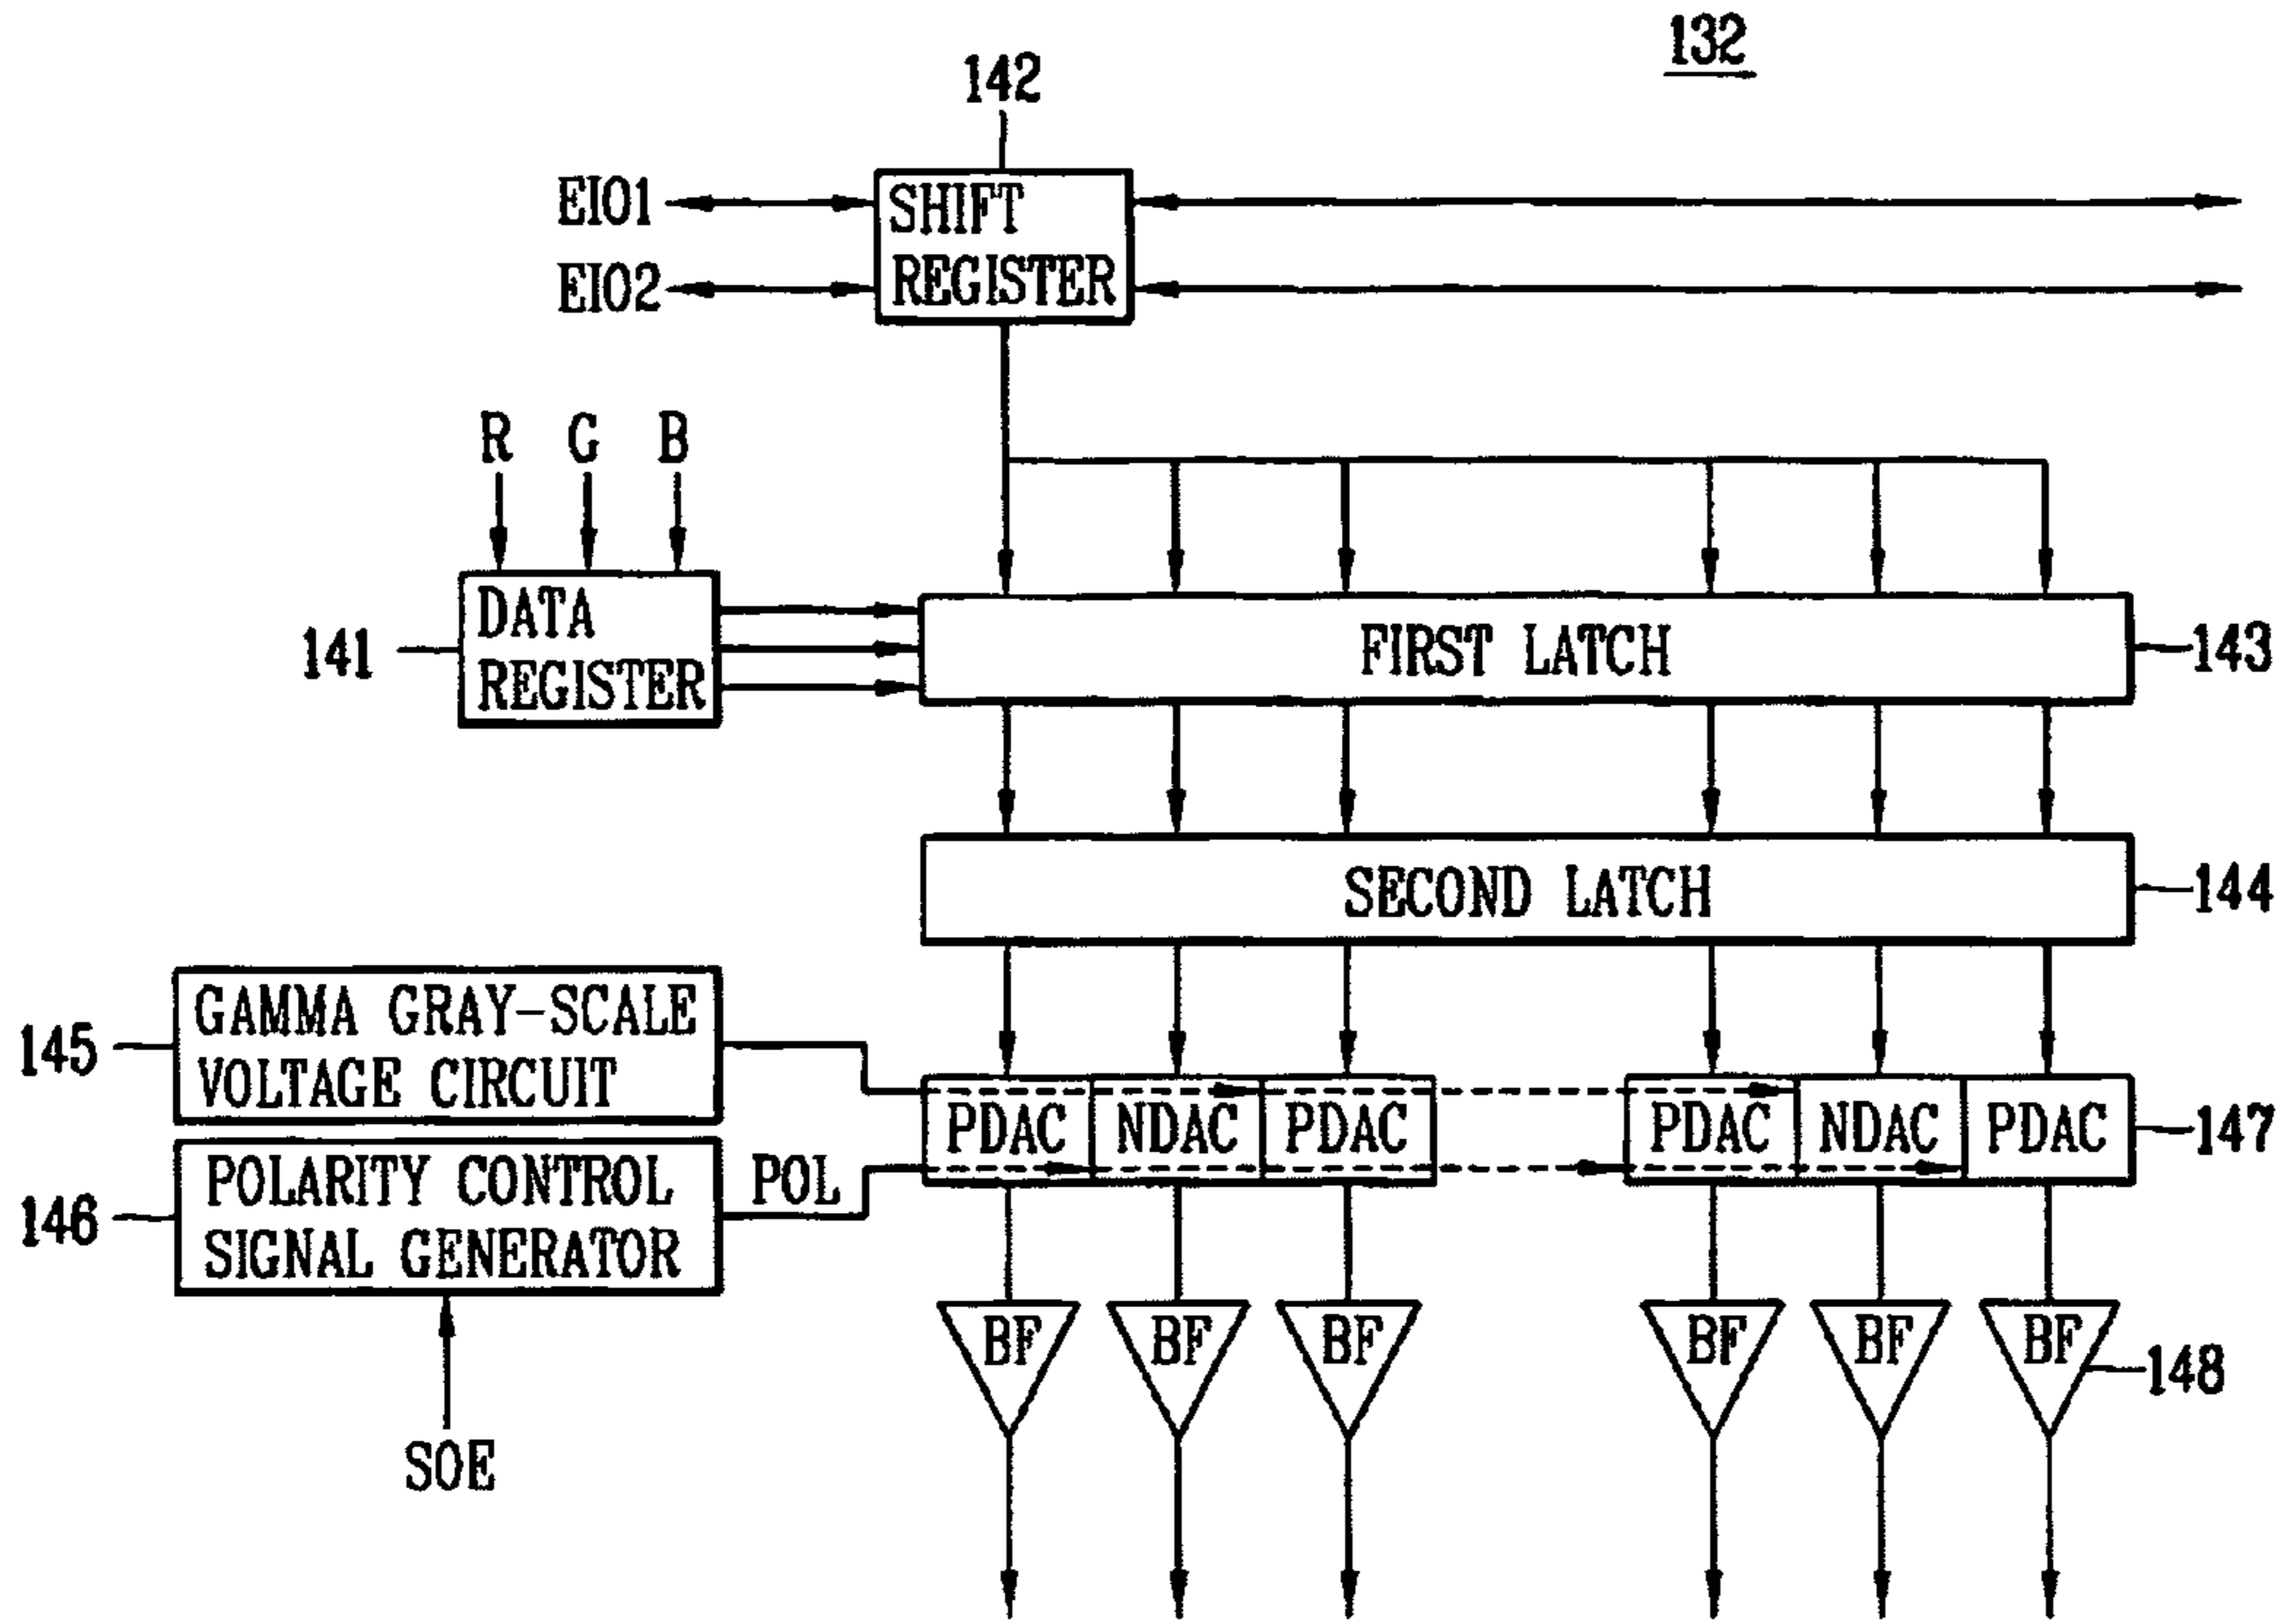 132
142
EIO1
SHIFT
REGISTER
EIO2
R G B
DATA
REGISTER
141
FIRST LATCH
143
SECOND LATCH
144
GAMMA GRAY-SCALE
VOLTAGE CIRCUIT
145
PDAC NDAC PDAC PDAC NDAC PDAC
147
POLARITY CONTROL
SIGNAL GENERATOR
POL
146
BF BF BF BF BF BF
148
SOE